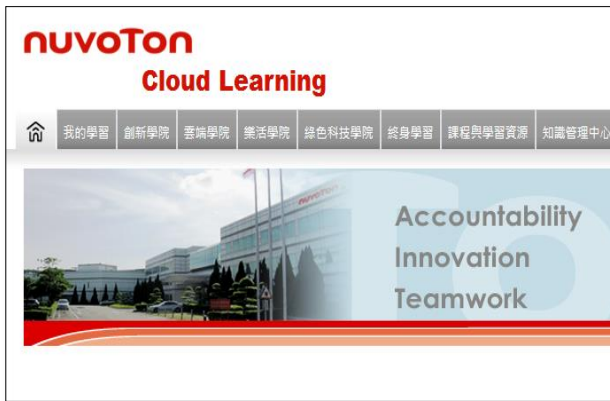 nuvoTon
Cloud Learning
我的學習 創新學院 雲端學院 樂活學院 綠色科技學院 終身學習 課程與學習資源 知識管理中心
nuvoTon
Accountability
Innovation
Teamwork